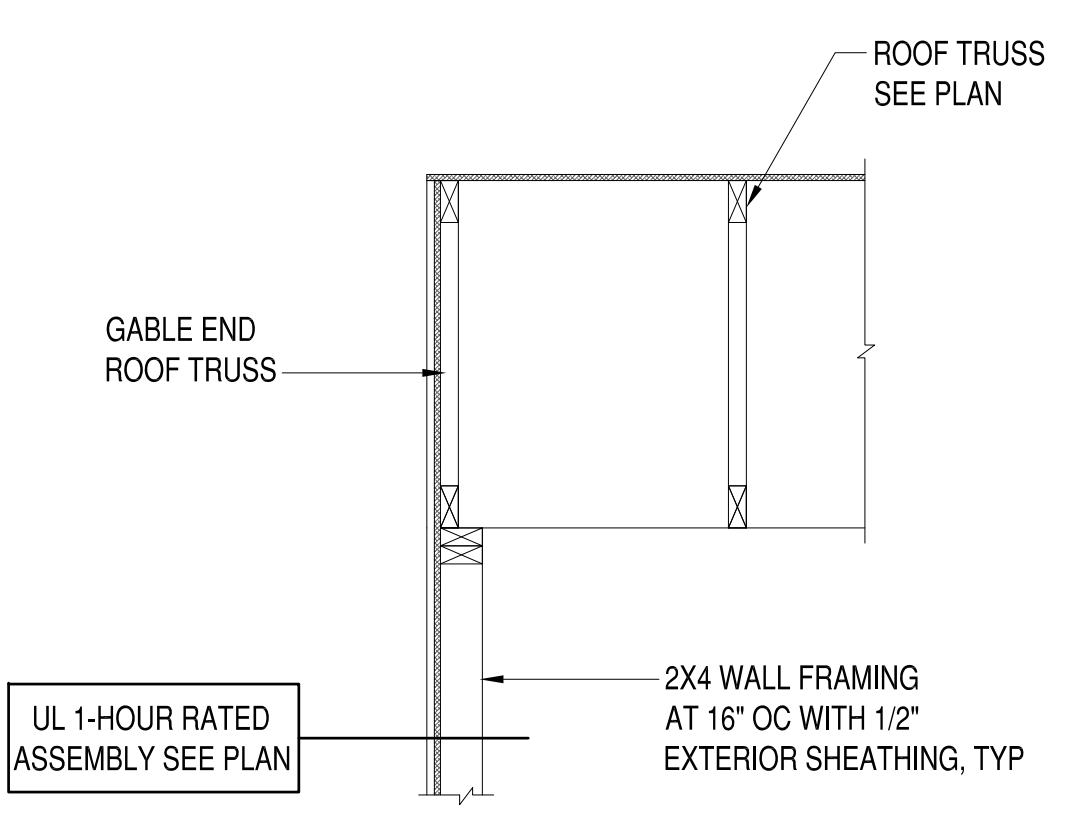 ROOF TRUSS
SEE PLAN
GABLE END
ROOF TRUSS
2X4 WALL FRAMING
AT 16" OC WITH 1/2"
EXTERIOR SHEATHING, TYP
UL 1-HOUR RATED
ASSEMBLY SEE PLAN